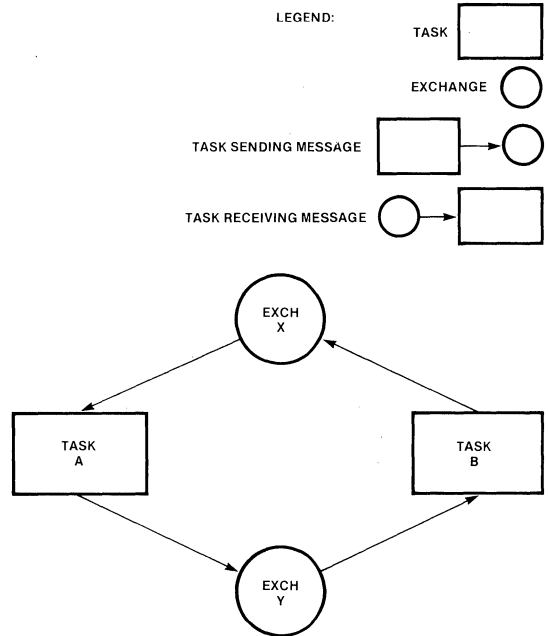 LEGEND:
TASK
EXCHANGE
TASK SENDING MESSAGE
TASK RECEIVING MESSAGE
EXCH
X
TASK
A
TASK
B
EXCH
Y